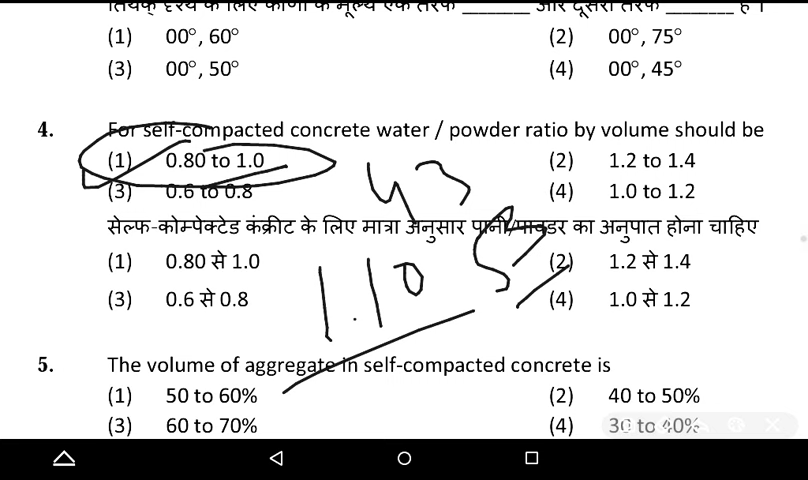 (1) 00°, 60° (2) 00°, 75°
(3) 00°, 50° (4) 00°, 45°
4. For self-compacted concrete water / powder ratio by volume should be
(1) 0.80 to 1.0 (2) 1.2 to 1.4
(3) 0.6 to 0.8 (4) 1.0 to 1.2
सेल्फ-कोम्पेक्टेड कंक्रीट के लिए मात्रा अनुसार पानी/पावडर का अनुपात होना चाहिए
(1) 0.80 से 1.0 (2) 1.2 से 1.4
(3) 0.6 से 0.8 (4) 1.0 से 1.2
1.10
5. The volume of aggregate in self-compacted concrete is
(1) 50 to 60% (2) 40 to 50%
(3) 60 to 70% (4) 30 to 40%